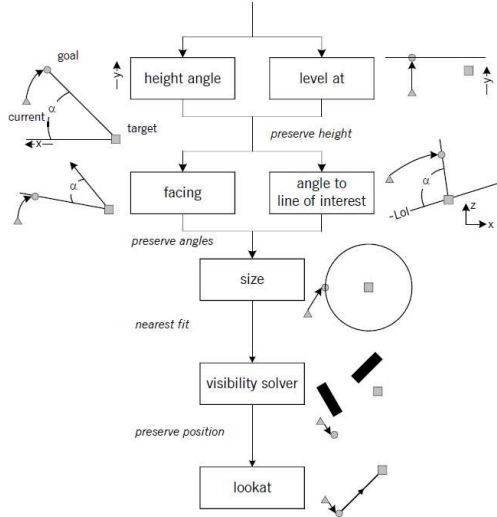 goal
—y→
height angle
level at
—y→
α
current
target
←x—
preserve height
α
facing
angle to
line of interest
α
-LoI
z
x
preserve angles
size
nearest fit
visibility solver
preserve position
lookat